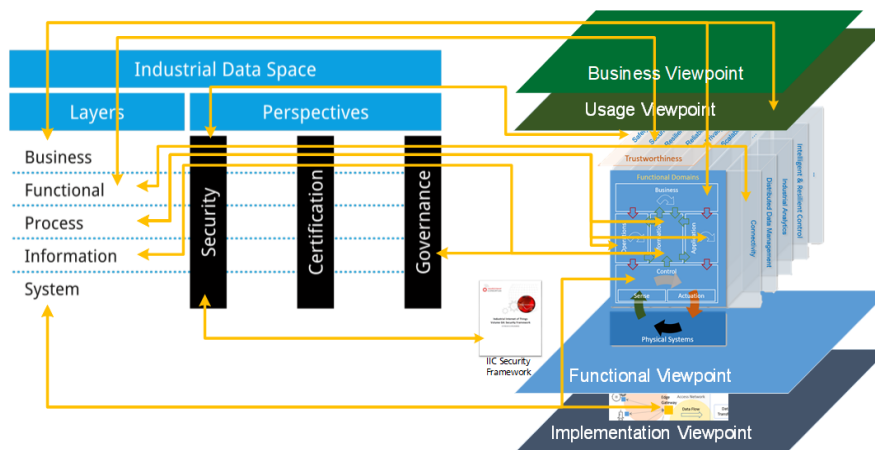 Industrial Data Space
Layers
Perspectives
Business
Functional
Process
Information
System
Security
Certification
Governance
IIC Security
Framework
Business Viewpoint
Usage Viewpoint
Trustworthiness
Functional Domains
Business
Application
Control
Sense
Actuation
Physical Systems
Connectivity
Distributed Data Management
Industrial Analytics
Intelligent & Resilient Control
...
Functional Viewpoint
Edge
Gateway
Access Network
Data Flow
Implementation Viewpoint